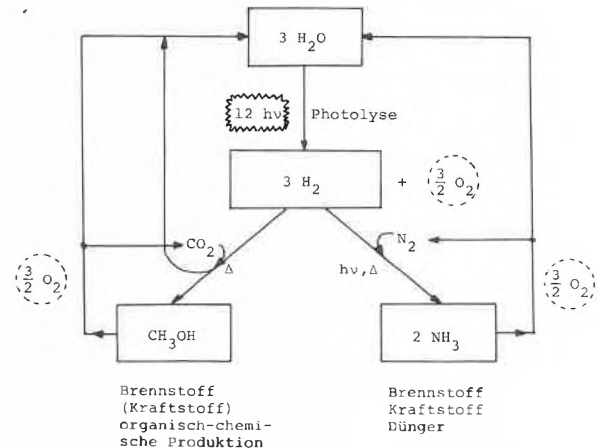 3 H₂O
12 hν Photolyse
3 H₂ + 3/2 O₂
CO₂ N₂
Δ hν,Δ
3/2 O₂ 3/2 O₂
CH₃OH 2 NH₃
Brennstoff
(Kraftstoff)
organisch-chemi-
sche Produktion
Brennstoff
Kraftstoff
Dünger